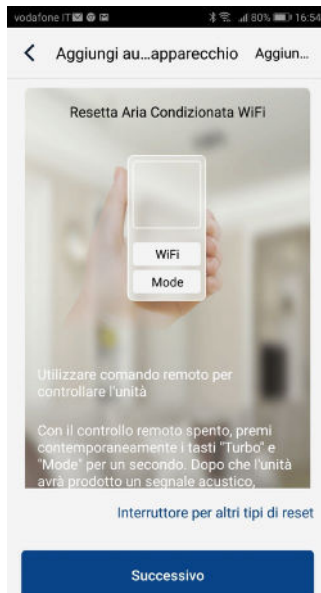 vodafone IT 80% 16:54
Aggiungi au...apparecchio Aggiun...
Resetta Aria Condizionata WiFi
WiFi
Mode
Utilizzare comando remoto per
controllare l'unità
Con il controllo remoto spento, premi
contemporaneamente i tasti "Turbo" e
"Mode" per un secondo. Dopo che l'unità
avrà prodotto un segnale acustico,
Interruttore per altri tipi di reset
Successivo